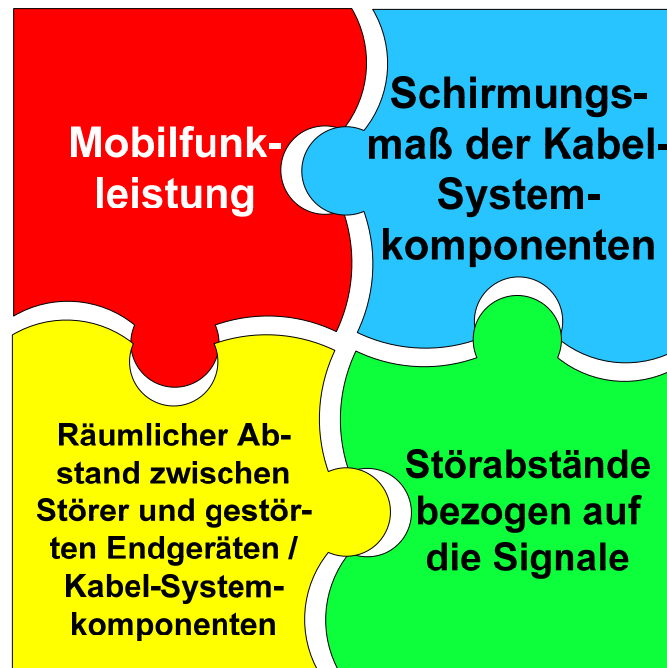 Mobilfunk-
leistung
Schirmungs-
maß der Kabel-
System-
komponenten
Räumlicher Ab-
stand zwischen
Störer und gestör-
ten Endgeräten /
Kabel-System-
komponenten
Störabstände
bezogen auf
die Signale